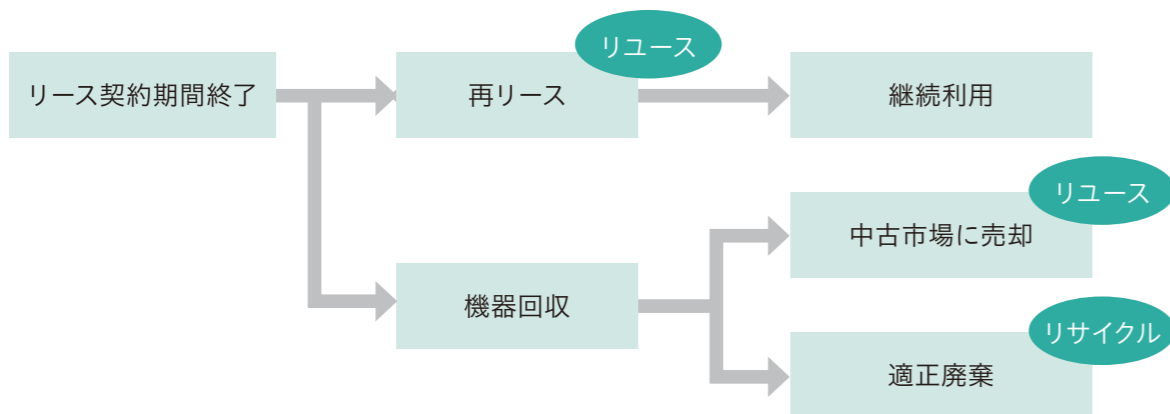 リユース
リース契約期間終了
再リース
継続利用
リユース
中古市場に売却
機器回収
リサイクル
適正廃棄